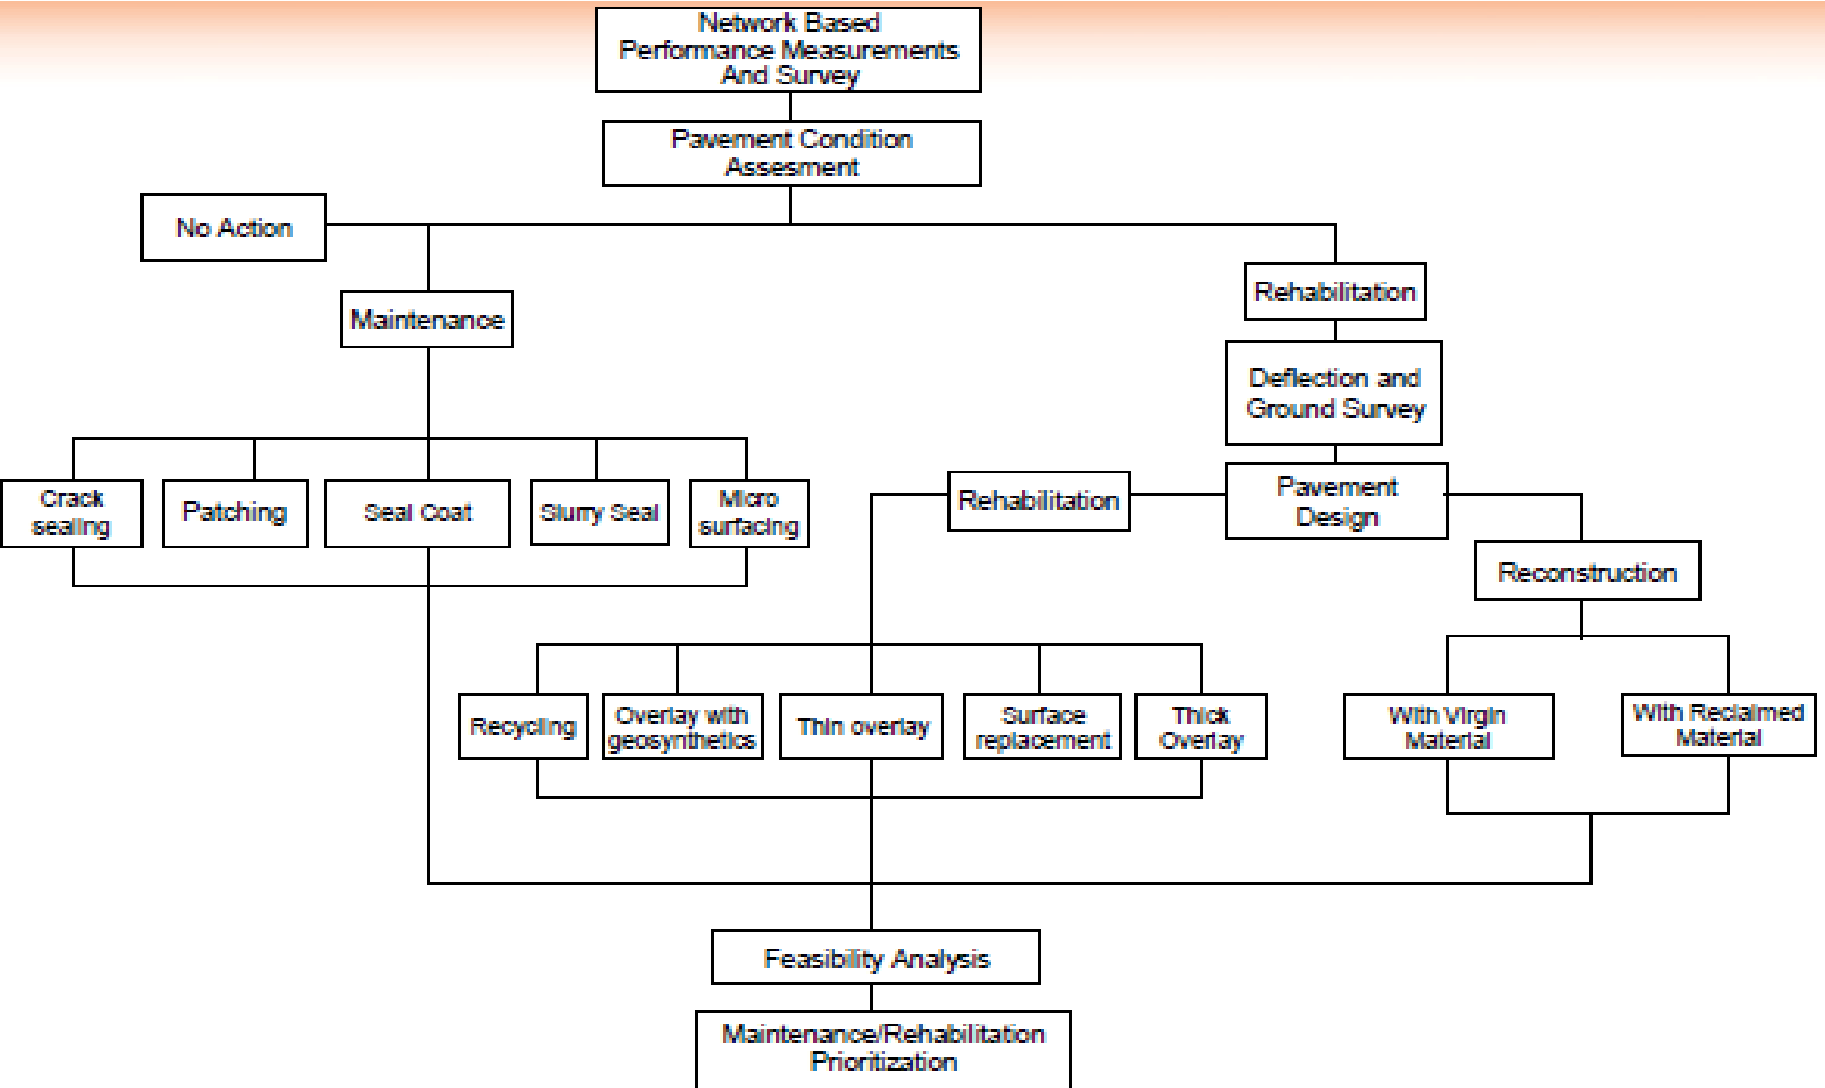 Network Based
Performance Measurements
And Survey
Pavement Condition
Assesment
No Action
Maintenance
Rehabilitation
Deflection and
Ground Survey
Crack
sealing
Patching
Seal Coat
Slurry Seal
Micro
surfacing
Rehabilitation
Pavement
Design
Reconstruction
Recycling
Overlay with
geosynthetics
Thin overlay
Surface
replacement
Thick
Overlay
With Virgin
Material
With Reclaimed
Material
Feasibility Analysis
Maintenance/Rehabilitation
Prioritization